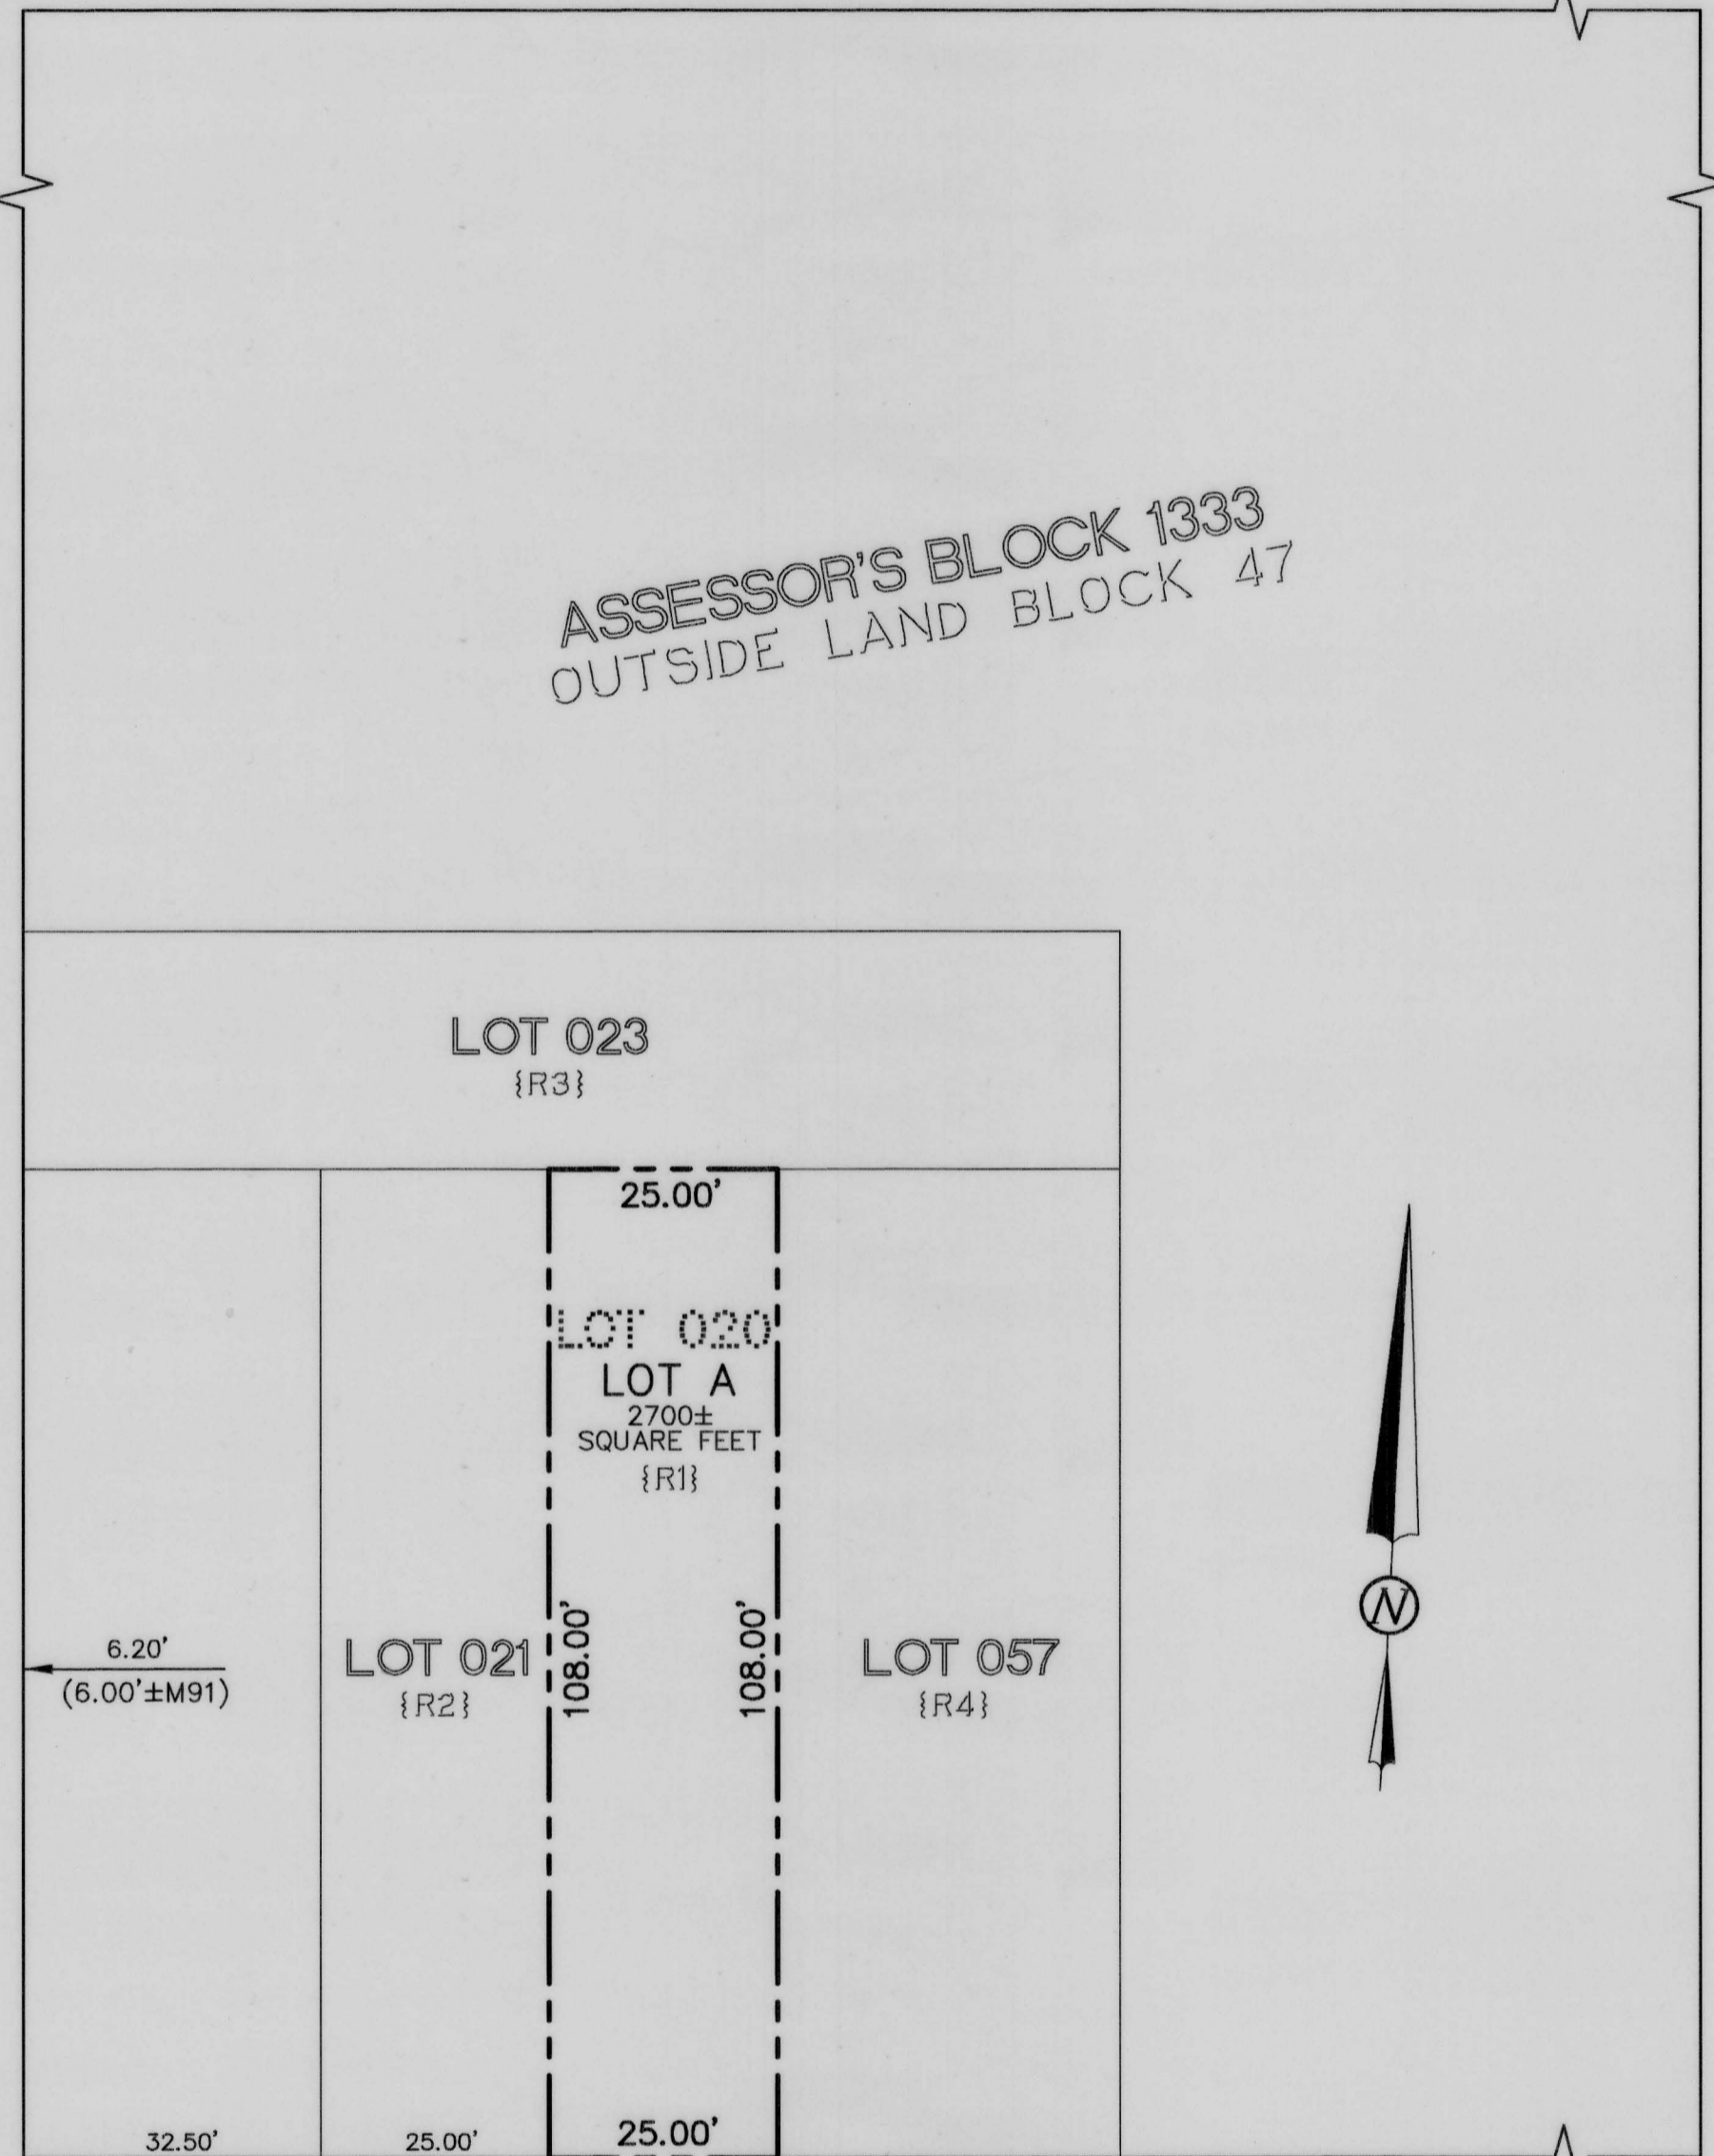 ASSESSOR'S BLOCK 1333
OUTSIDE LAND BLOCK 47
LOT 023
{R3}
25.00'
LOT 020
LOT A
2700±
SQUARE FEET
{R1}
108.00'
108.00'
6.20'
(6.00'±M91)
LOT 021
{R2}
LOT 057
{R4}
N
32.50'
25.00'
25.00'